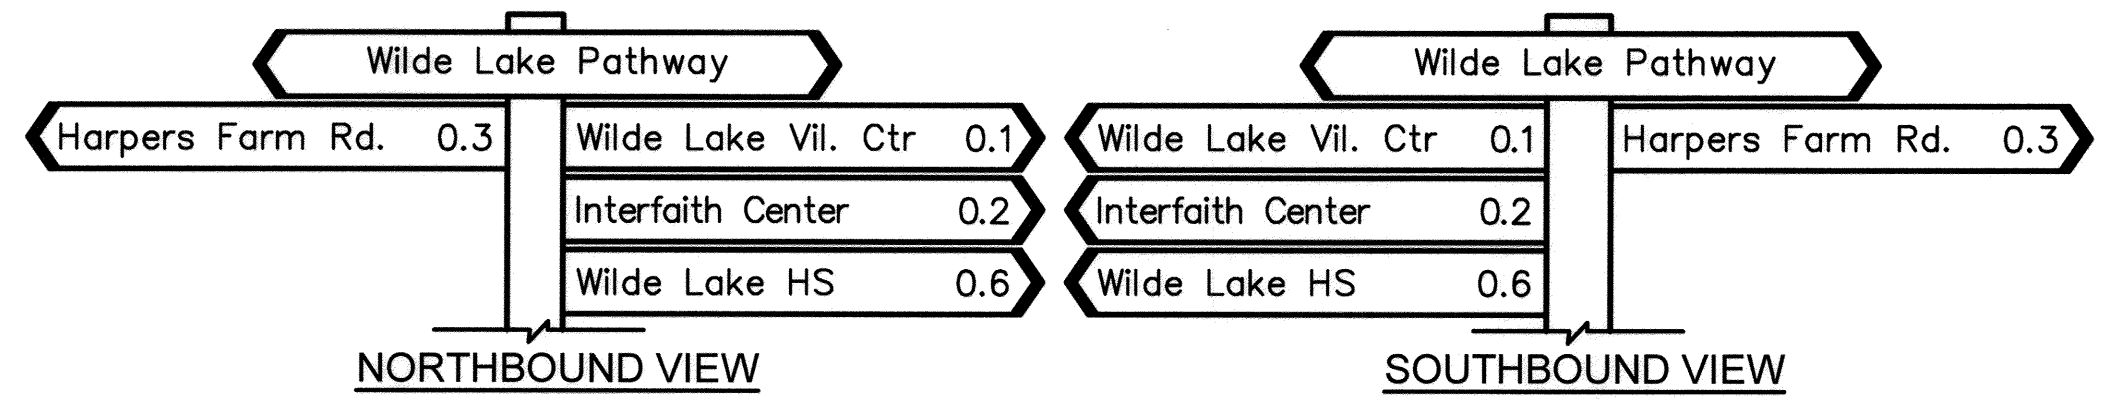 Wilde Lake Pathway
Harpers Farm Rd. 0.3
Wilde Lake Vil. Ctr 0.1
Interfaith Center 0.2
Wilde Lake HS 0.6
NORTHBOUND VIEW
Wilde Lake Pathway
Wilde Lake Vil. Ctr 0.1
Harpers Farm Rd. 0.3
Interfaith Center 0.2
Wilde Lake HS 0.6
SOUTHBOUND VIEW